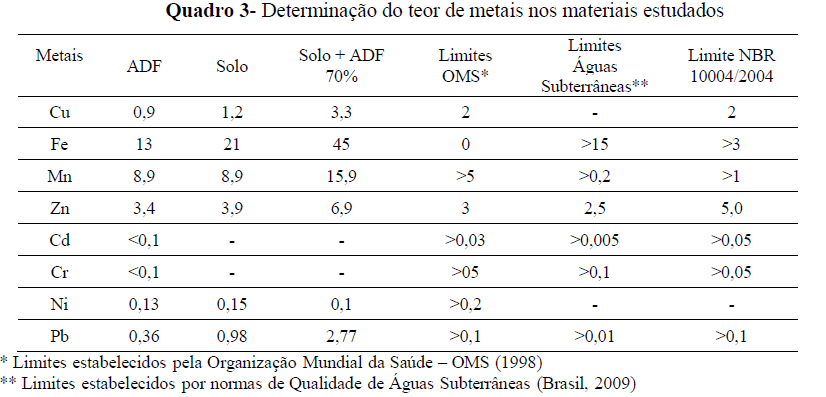 Quadro 3- Determinação do teor de metais nos materiais estudados
Metais ADF Solo Solo + ADF 70% Limites OMS* Limites Águas Subterrâneas** Limite NBR 10004/2004
Cu 0,9 1,2 3,3 2 - 2
Fe 13 21 45 0 >15 >3
Mn 8,9 8,9 15,9 >5 >0,2 >1
Zn 3,4 3,9 6,9 3 2,5 5,0
Cd <0,1 - - >0,03 >0,005 >0,05
Cr <0,1 - - >05 >0,1 >0,05
Ni 0,13 0,15 0,1 >0,2 - -
Pb 0,36 0,98 2,77 >0,1 >0,01 >0,1
* Limites estabelecidos pela Organização Mundial da Saúde – OMS (1998)
** Limites estabelecidos por normas de Qualidade de Águas Subterrâneas (Brasil, 2009)